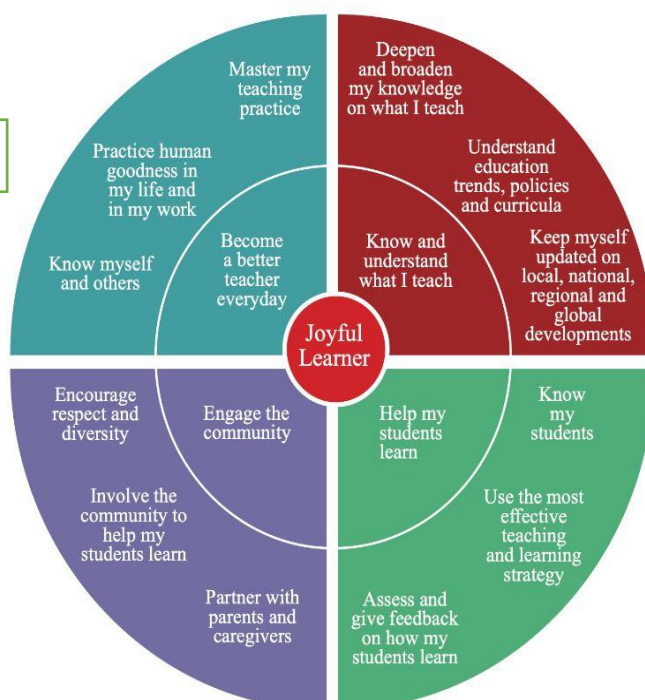 Master my
teaching
practice
Practice human
goodness in
my life and
in my work
Know myself
and others
Become
a better
teacher
everyday
Deepen
and broaden
my knowledge
on what I teach
Understand
education
trends, policies
and curricula
Keep myself
updated on
local, national,
regional and
global
developments
Know and
understand
what I teach
Joyful
Learner
Encourage
respect and
diversity
Engage the
community
Involve the
community to
help my
students learn
Partner with
parents and
caregivers
Help my
students
learn
Know
my
students
Use the most
effective
teaching
and learning
strategy
Assess and
give feedback
on how my
students learn